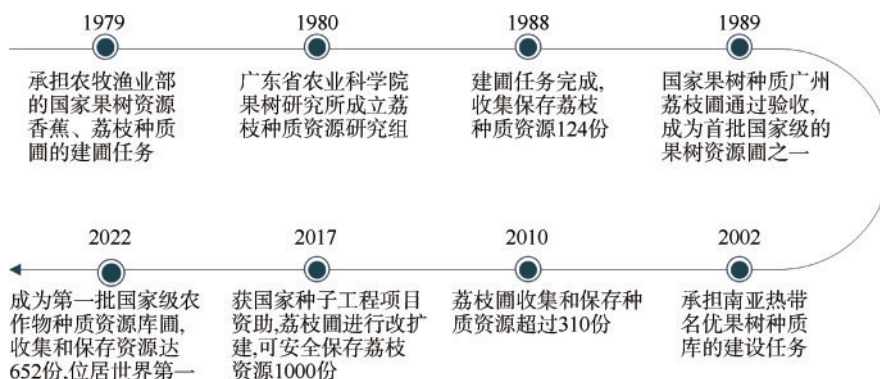 1979
承担农牧渔业部
的国家果树资源
香蕉、荔枝种质
圃的建圃任务
1980
广东省农业科学院
果树研究所成立荔
枝种质资源研究组
1988
建圃任务完成,
收集保存荔枝
种质资源124份
1989
国家果树种质广州
荔枝圃通过验收,
成为首批国家级的
果树资源圃之一
2002
承担南亚热带
名优果树种质
库的建设任务
2010
荔枝圃收集和保存种
质资源超过310份
2017
获国家种子工程项目
资助,荔枝圃进行改扩
建,可安全保存荔枝
资源1000份
2022
成为第一批国家级农
作物种质资源库圃,
收集和保存资源达
652份,位居世界第一